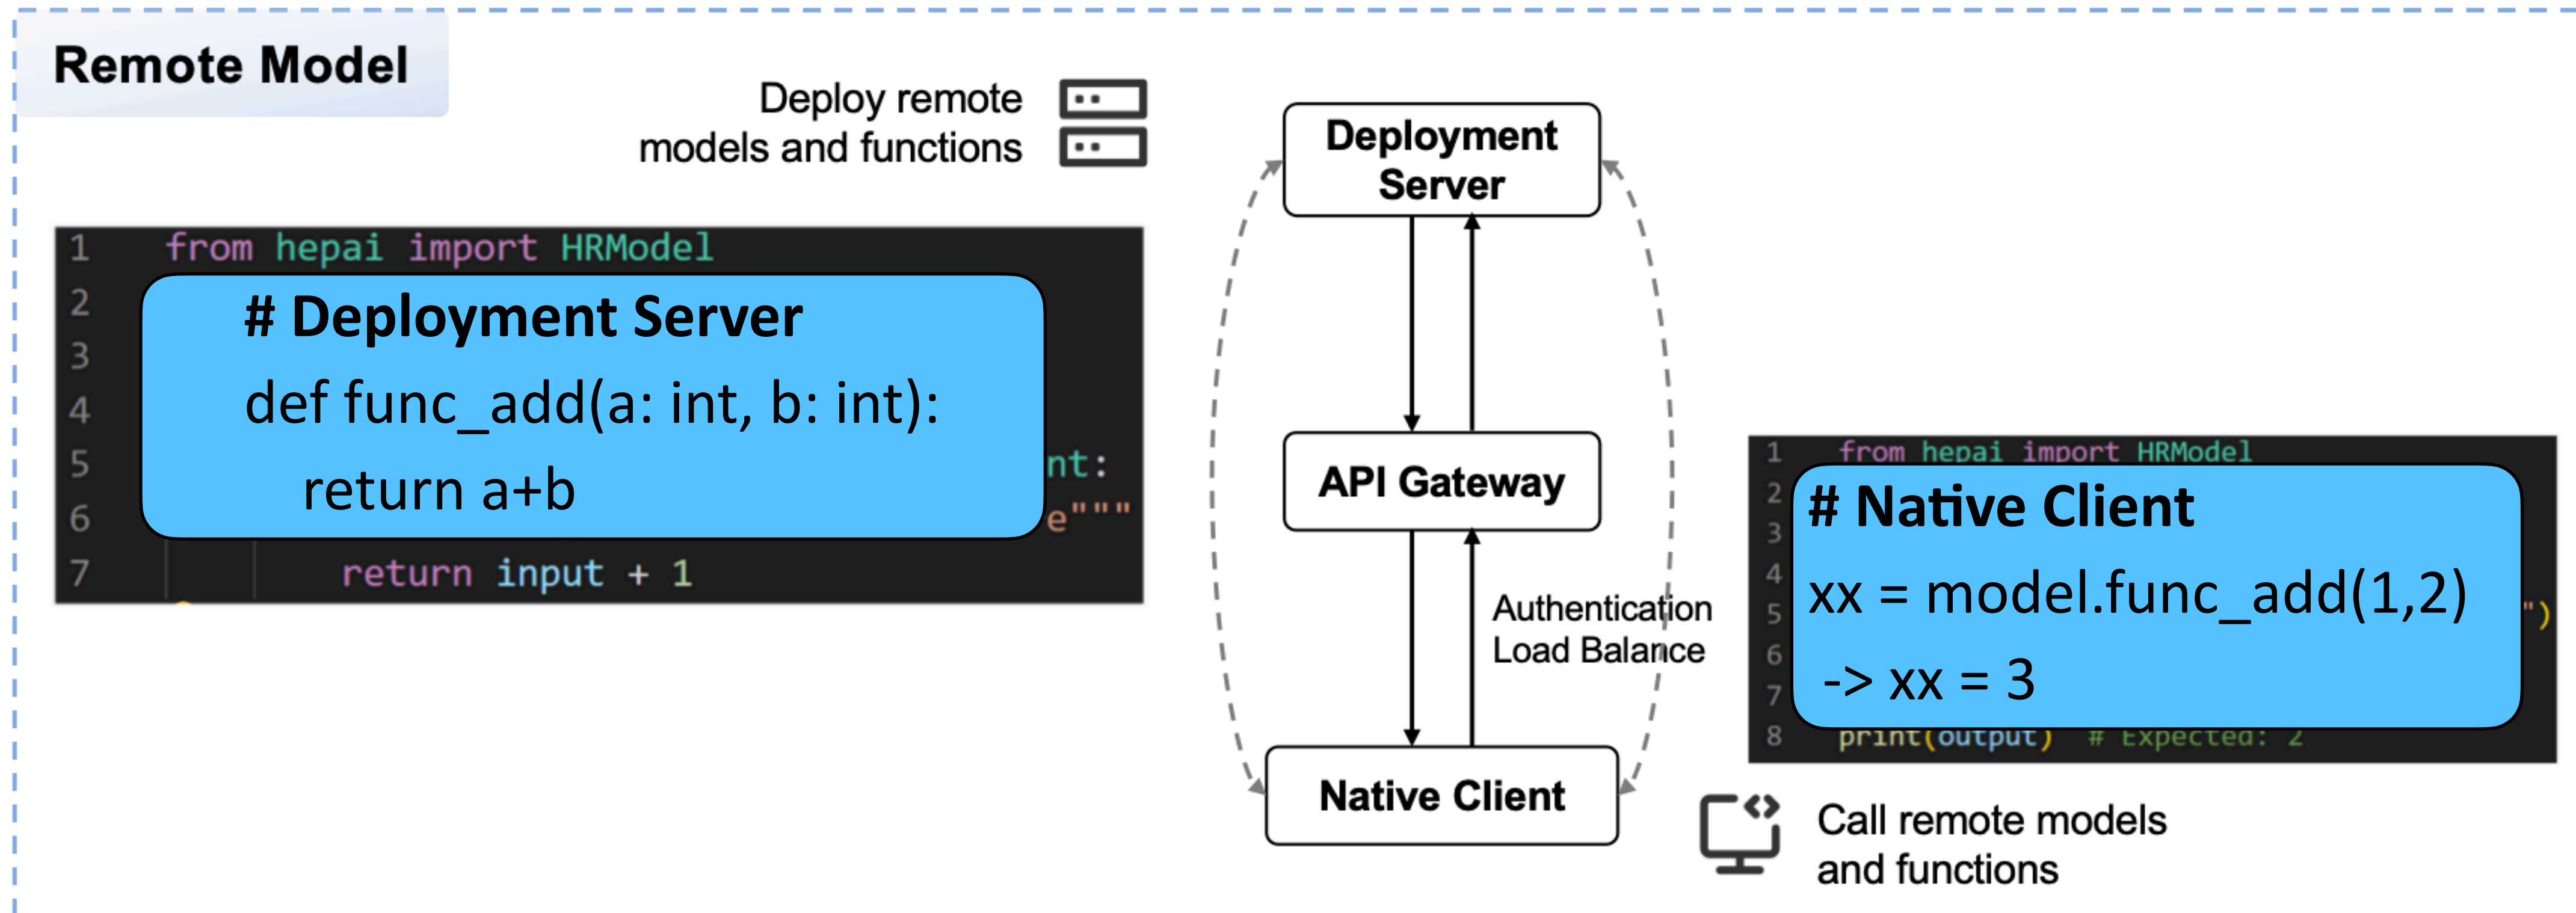 Remote Model
Deploy remote
models and functions
1 from hepai import HRModel
2
3
4
5 nt:
6 e"""
7 return input + 1
# Deployment Server
def func_add(a: int, b: int):
return a+b
Deployment
Server
API Gateway
Authentication
Load Balance
Native Client
1 from hepai import HRModel
2
3
4
5 ")
6
7
8 print(output) # Expected: 2
# Native Client
xx = model.func_add(1,2)
-> xx = 3
Call remote models
and functions